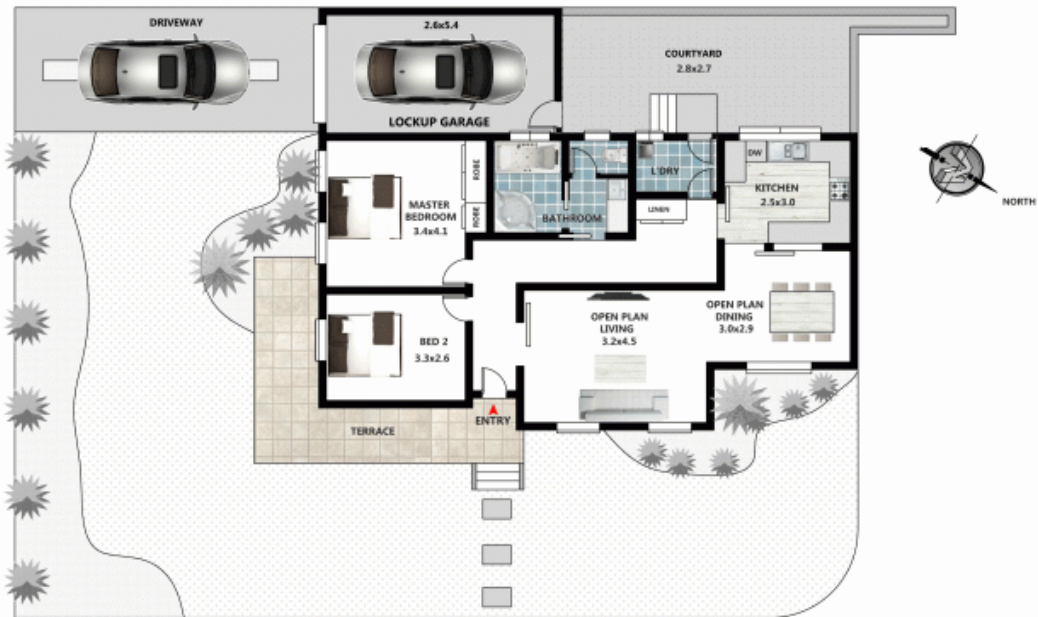 DRIVEWAY
2.6x5.4
LOCKUP GARAGE
COURTYARD
2.8x2.7
ROBE
ROBE
MASTER
BEDROOM
3.4x4.1
BATHROOM
L'DRY
LINEN
DW
KITCHEN
2.5x3.0
NORTH
BED 2
3.3x2.6
OPEN PLAN
LIVING
3.2x4.5
OPEN PLAN
DINING
3.0x2.9
ENTRY
TERRACE